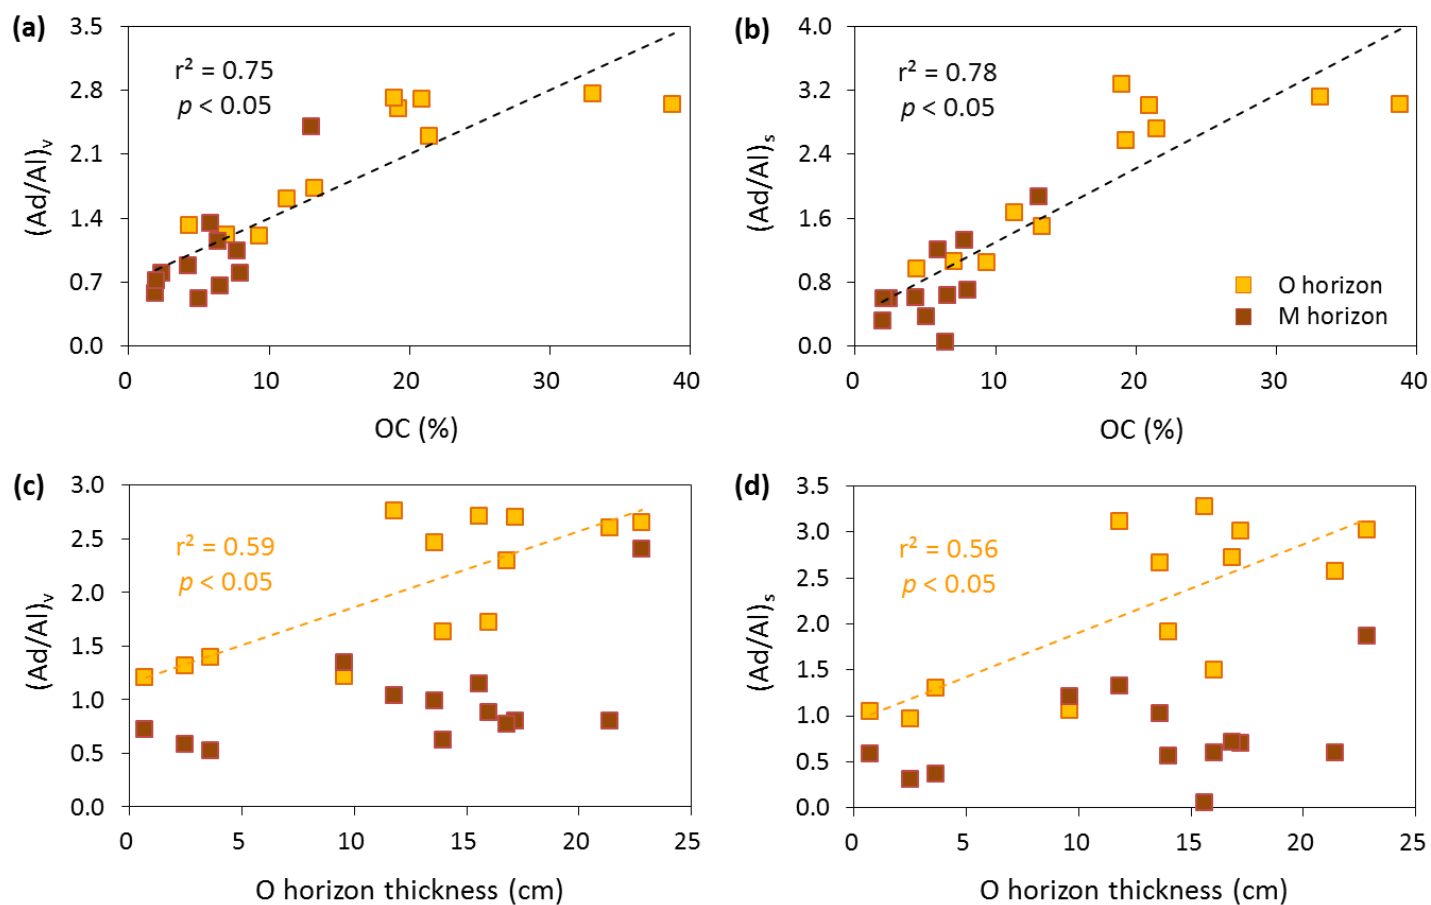 (a)
3.5
2.8
2.1
1.4
0.7
0.0
(Ad/Al)v
r² = 0.75
p < 0.05
0 10 20 30 40
OC (%)
(b)
4.0
3.2
2.4
1.6
0.8
0.0
(Ad/Al)s
r² = 0.78
p < 0.05
O horizon
M horizon
0 10 20 30 40
OC (%)
(c)
3.0
2.5
2.0
1.5
1.0
0.5
0.0
(Ad/Al)v
r² = 0.59
p < 0.05
0 5 10 15 20 25
O horizon thickness (cm)
(d)
3.5
3.0
2.5
2.0
1.5
1.0
0.5
0.0
(Ad/Al)s
r² = 0.56
p < 0.05
0 5 10 15 20 25
O horizon thickness (cm)